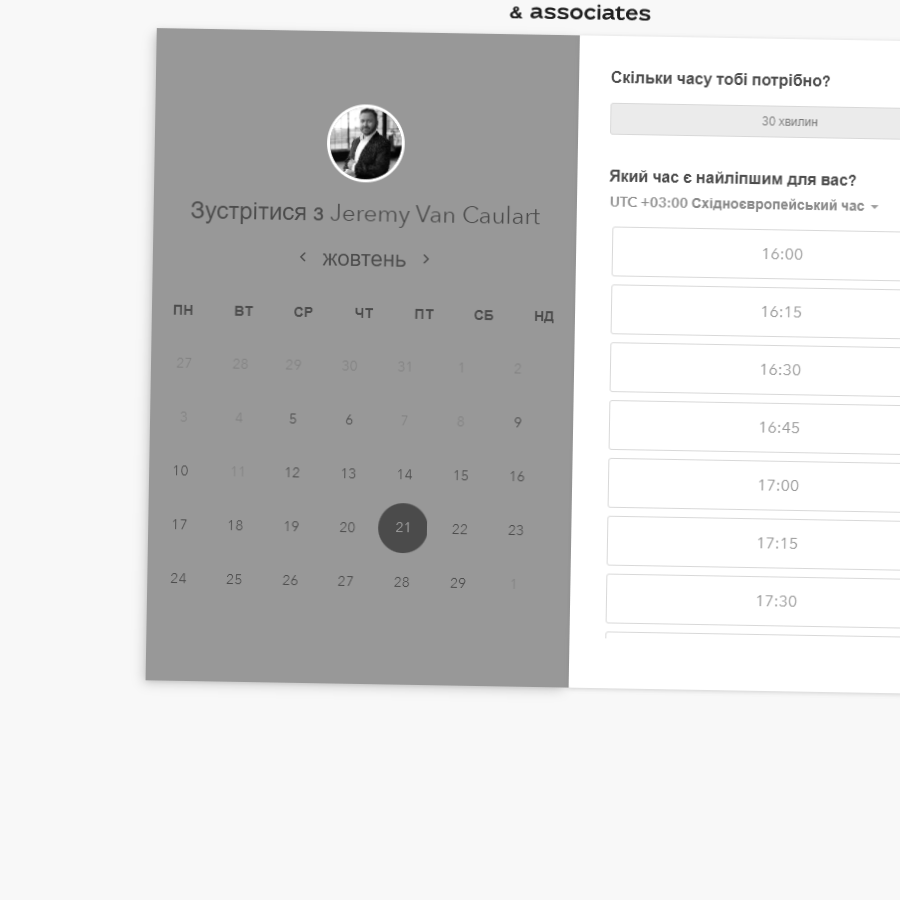 & associates
Зустрітися з Jeremy Van Caulart
жовтень
ПН ВТ СР ЧТ ПТ СБ НД
27 28 29 30 31 1 2
3 4 5 6 7 8 9
10 11 12 13 14 15 16
17 18 19 20 21 22 23
24 25 26 27 28 29 1
Скільки часу тобі потрібно?
30 хвилин
Який час є найліпшим для вас?
UTC +03:00 Східноєвропейський час
16:00
16:15
16:30
16:45
17:00
17:15
17:30